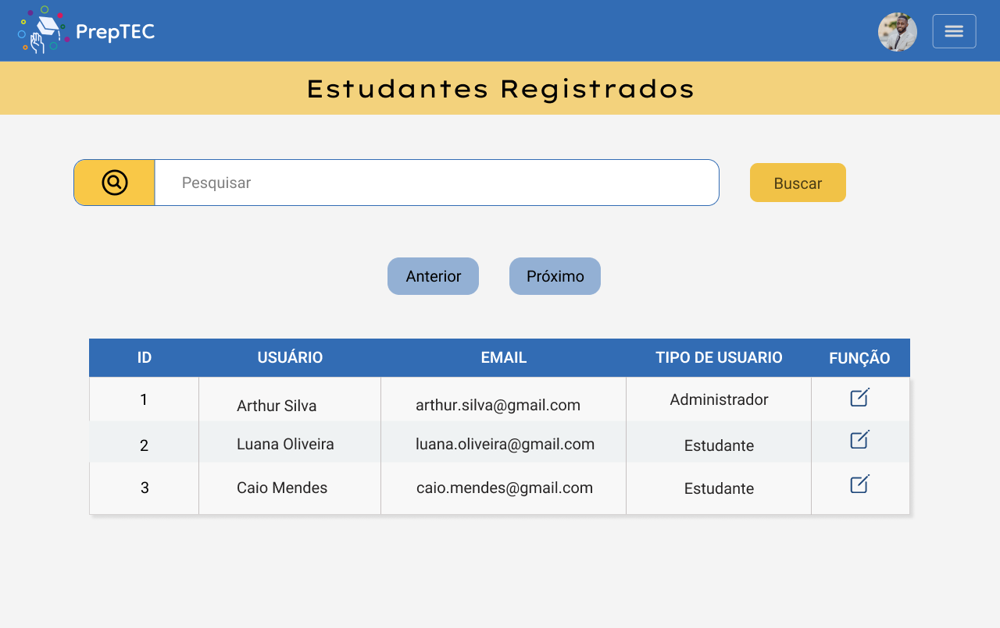 PrepTEC
Estudantes Registrados
Pesquisar
Buscar
Anterior
Próximo
ID USUÁRIO EMAIL TIPO DE USUARIO FUNÇÃO
1 Arthur Silva arthur.silva@gmail.com Administrador
2 Luana Oliveira luana.oliveira@gmail.com Estudante
3 Caio Mendes caio.mendes@gmail.com Estudante